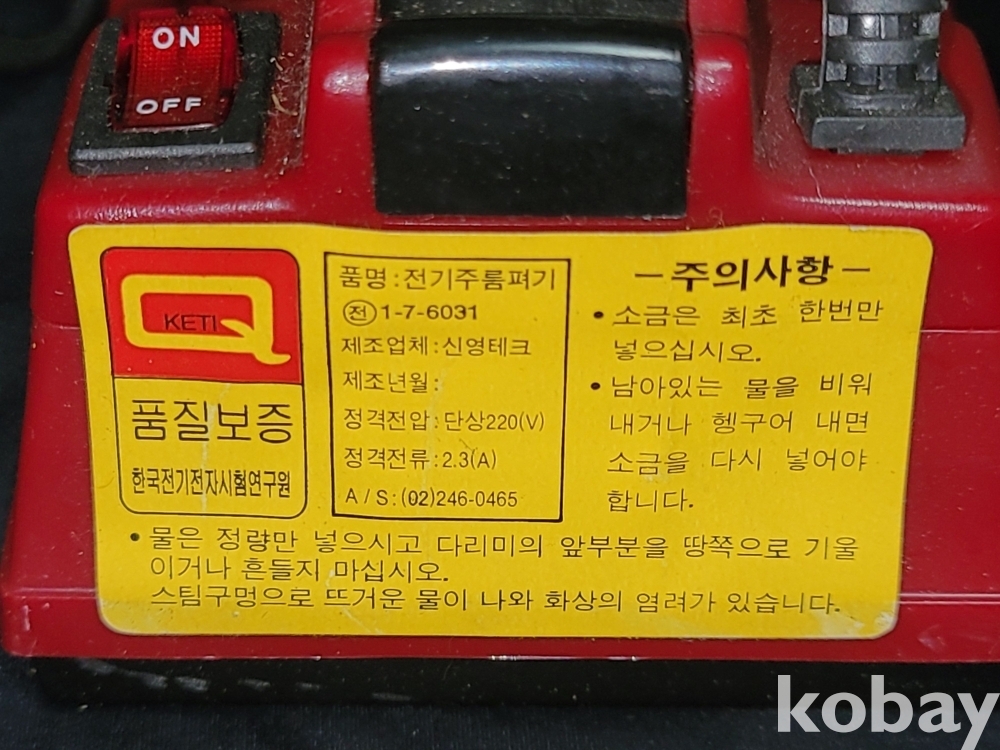 ON
OFF
KETI
품질보증
한국전기전자시험연구원
품명:전기주름펴기
전 1-7-6031
제조업체:신영테크
제조년월:
정격전압:단상220(V)
정격전류:2.3(A)
A/S:(02)246-0465
-주의사항-
•소금은 최초 한번만
넣으십시오.
•남아있는 물을 비워
내거나 헹구어 내면
소금을 다시 넣어야
합니다.
•물은 정량만 넣으시고 다리미의 앞부분을 땅쪽으로 기울
이거나 흔들지 마십시오.
스팀구멍으로 뜨거운 물이 나와 화상의 염려가 있습니다.
kobay